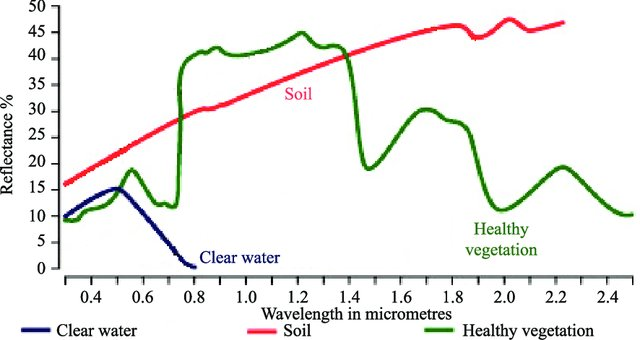 Reflectance %
50
45
40
35
30
25
20
15
10
5
0
Soil
Clear water
Healthy
vegetation
0.4 0.6 0.8 1.0 1.2 1.4 1.6 1.8 2.0 2.2 2.4
Wavelength in micrometres
Clear water Soil Healthy vegetation